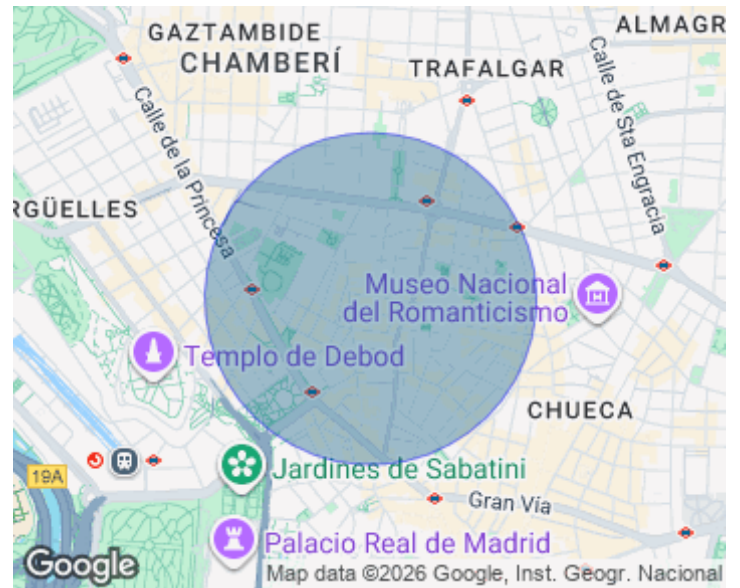 GAZTAMBIDE
CHAMBERÍ
ALMAGR
TRAFALGAR
Calle de la Princesa
Calle de Sta Engracia
RGÜELLES
Museo Nacional
del Romanticismo
Templo de Debod
CHUECA
19A
Jardines de Sabatini
Gran Vía
Palacio Real de Madrid
Google
Map data ©2026 Google, Inst. Geogr. Nacional